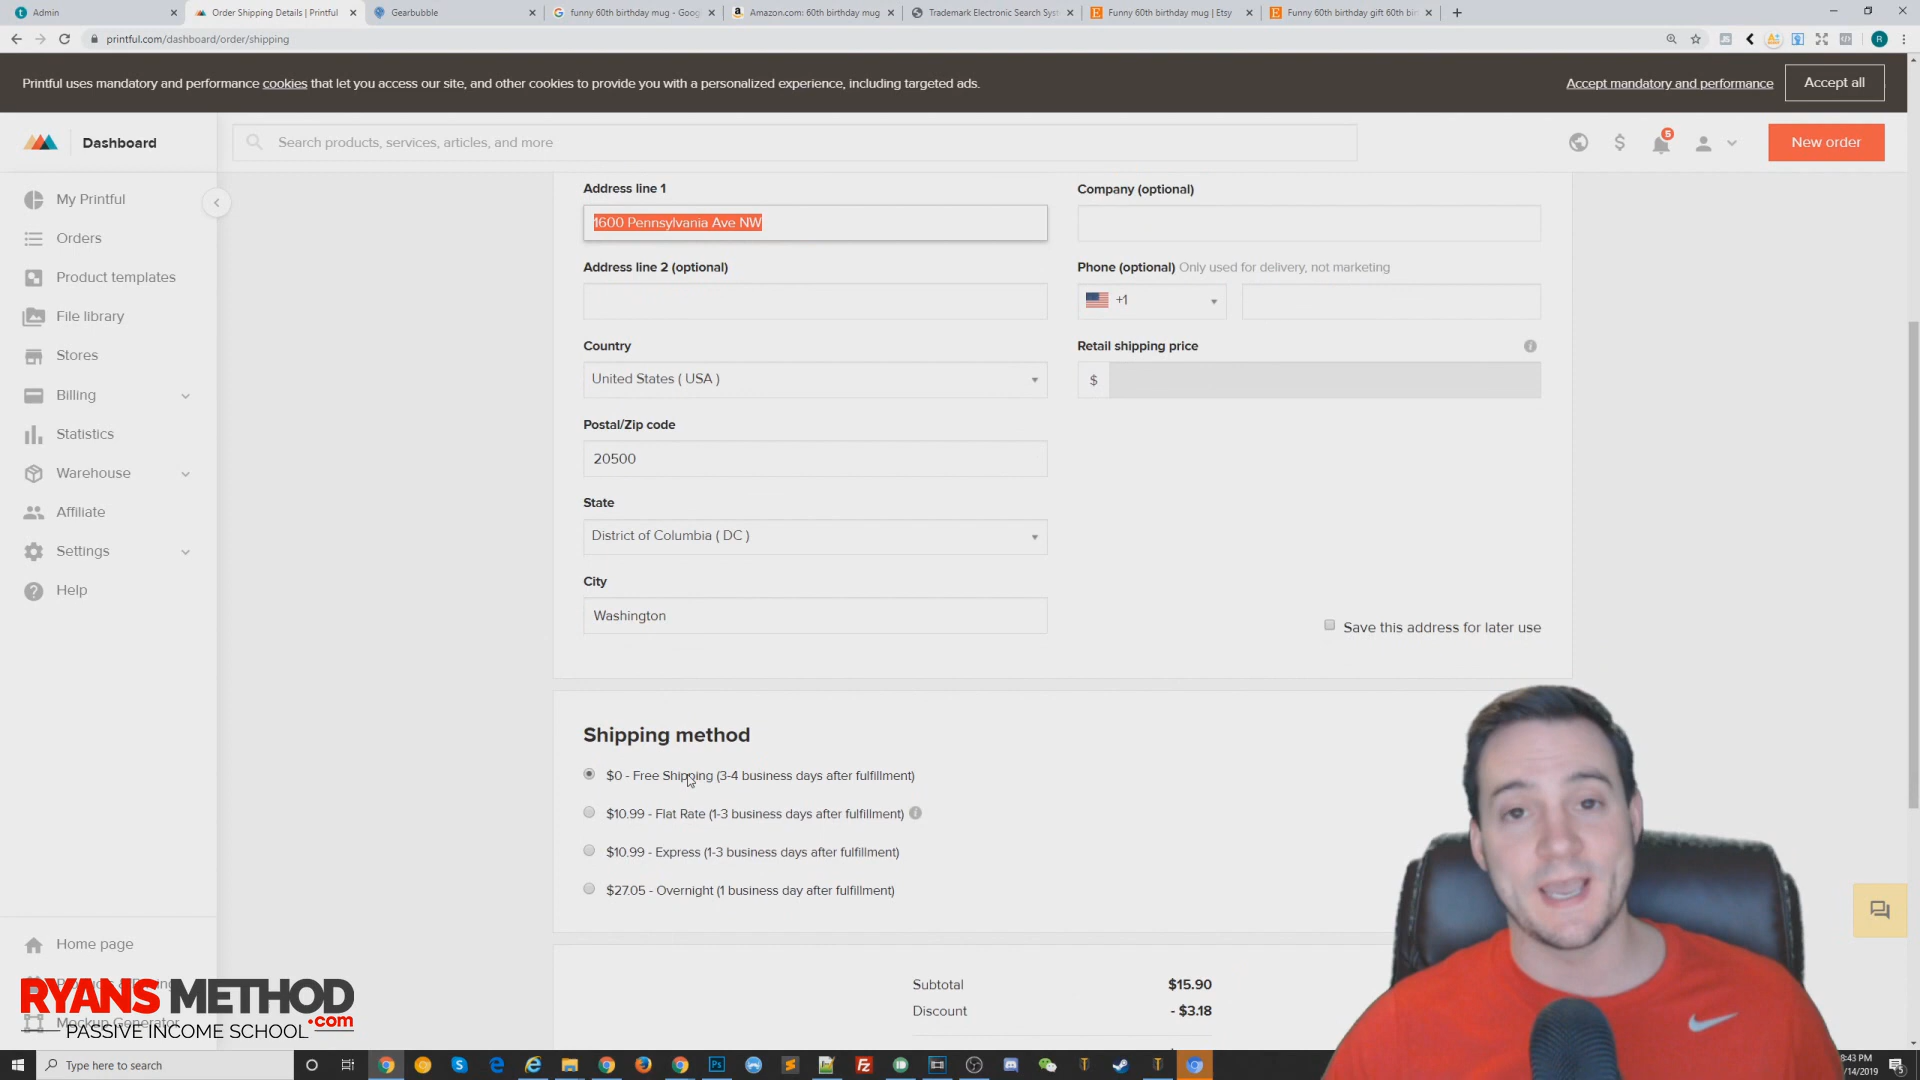 Admin
Order Shipping Details | Printful
Gearbubble
funny 60th birthday mug - Goog
Amazon.com: 60th birthday mug
Trademark Electronic Search Sys
Funny 60th birthday mug | Etsy
Funny 60th birthday gift 60th bir
printful.com/dashboard/order/shipping
R
Printful uses mandatory and performance cookies that let you access our site, and other cookies to provide you with a personalized experience, including targeted ads.
Accept mandatory and performance
Accept all
Dashboard
Search products, services, articles, and more
5
New order
My Printful
Orders
Product templates
File library
Stores
Billing
Statistics
Warehouse
Affiliate
Settings
Help
Home page
Mockup Generator
Address line 1
1600 Pennsylvania Ave NW
Company (optional)
Address line 2 (optional)
Phone (optional) Only used for delivery, not marketing
+1
Country
United States ( USA )
Retail shipping price
$
Postal/Zip code
20500
State
District of Columbia ( DC )
City
Washington
Save this address for later use
Shipping method
$0 - Free Shipping (3-4 business days after fulfillment)
$10.99 - Flat Rate (1-3 business days after fulfillment)
$10.99 - Express (1-3 business days after fulfillment)
$27.05 - Overnight (1 business day after fulfillment)
Subtotal $15.90
Discount - $3.18
RYANS METHOD
.com
PASSIVE INCOME SCHOOL
Type here to search
8:43 PM
/14/2019